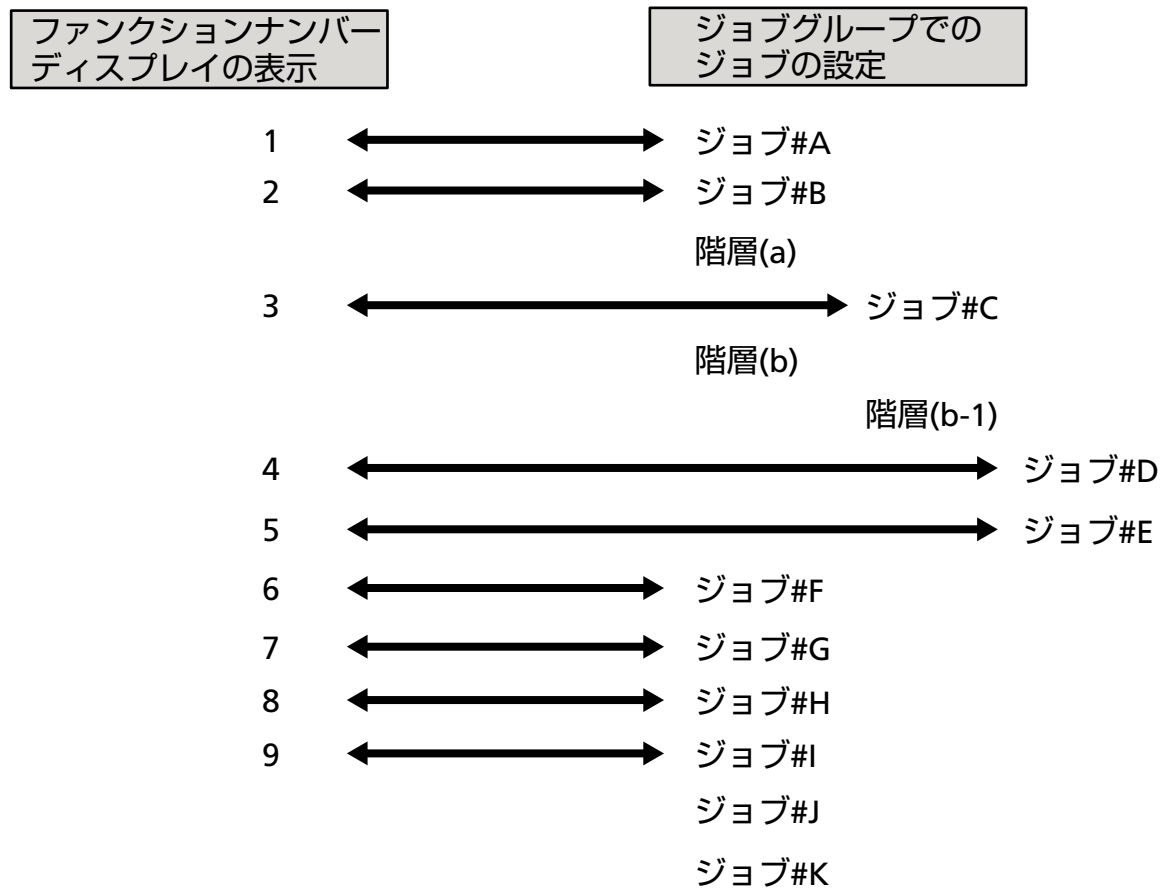 ファンクションナンバー
ディスプレイの表示
ジョブグループでの
ジョブの設定
1 ジョブ#A
2 ジョブ#B
階層(a)
3 ジョブ#C
階層(b)
階層(b-1)
4 ジョブ#D
5 ジョブ#E
6 ジョブ#F
7 ジョブ#G
8 ジョブ#H
9 ジョブ#I
ジョブ#J
ジョブ#K